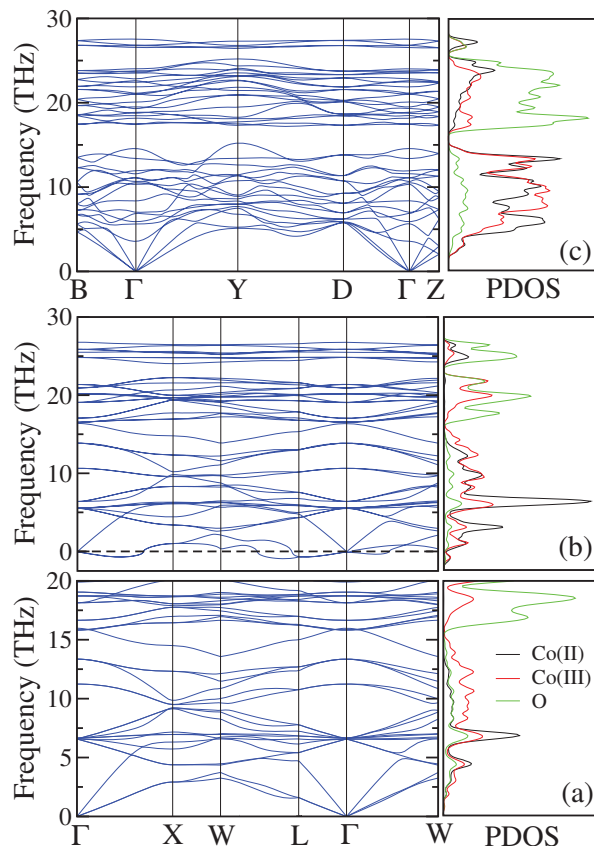 30
20
10
0
Frequency (THz)
B Γ Y D Γ Z
PDOS
(c)
30
20
10
0
Frequency (THz)
(b)
20
15
10
5
0
Frequency (THz)
Γ X W L Γ W
PDOS
Co(II)
Co(III)
O
(a)